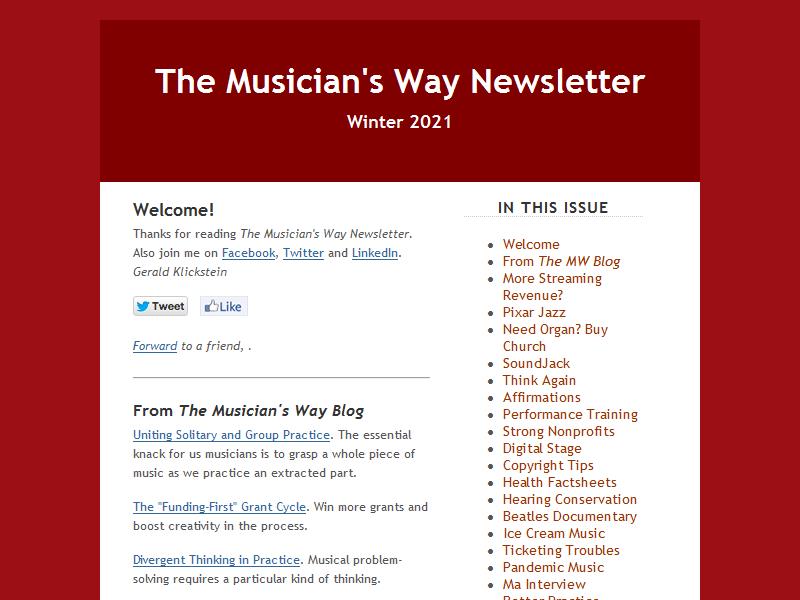 The Musician's Way Newsletter
Winter 2021
Welcome!
Thanks for reading The Musician's Way Newsletter.
Also join me on Facebook, Twitter and LinkedIn.
Gerald Klickstein
Tweet
Like
Forward to a friend, .
From The Musician's Way Blog
Uniting Solitary and Group Practice. The essential
knack for us musicians is to grasp a whole piece of
music as we practice an extracted part.
The "Funding-First" Grant Cycle. Win more grants and
boost creativity in the process.
Divergent Thinking in Practice. Musical problem-
solving requires a particular kind of thinking.
IN THIS ISSUE
Welcome
From The MW Blog
More Streaming
Revenue?
Pixar Jazz
Need Organ? Buy
Church
SoundJack
Think Again
Affirmations
Performance Training
Strong Nonprofits
Digital Stage
Copyright Tips
Health Factsheets
Hearing Conservation
Beatles Documentary
Ice Cream Music
Ticketing Troubles
Pandemic Music
Ma Interview
Better Practice